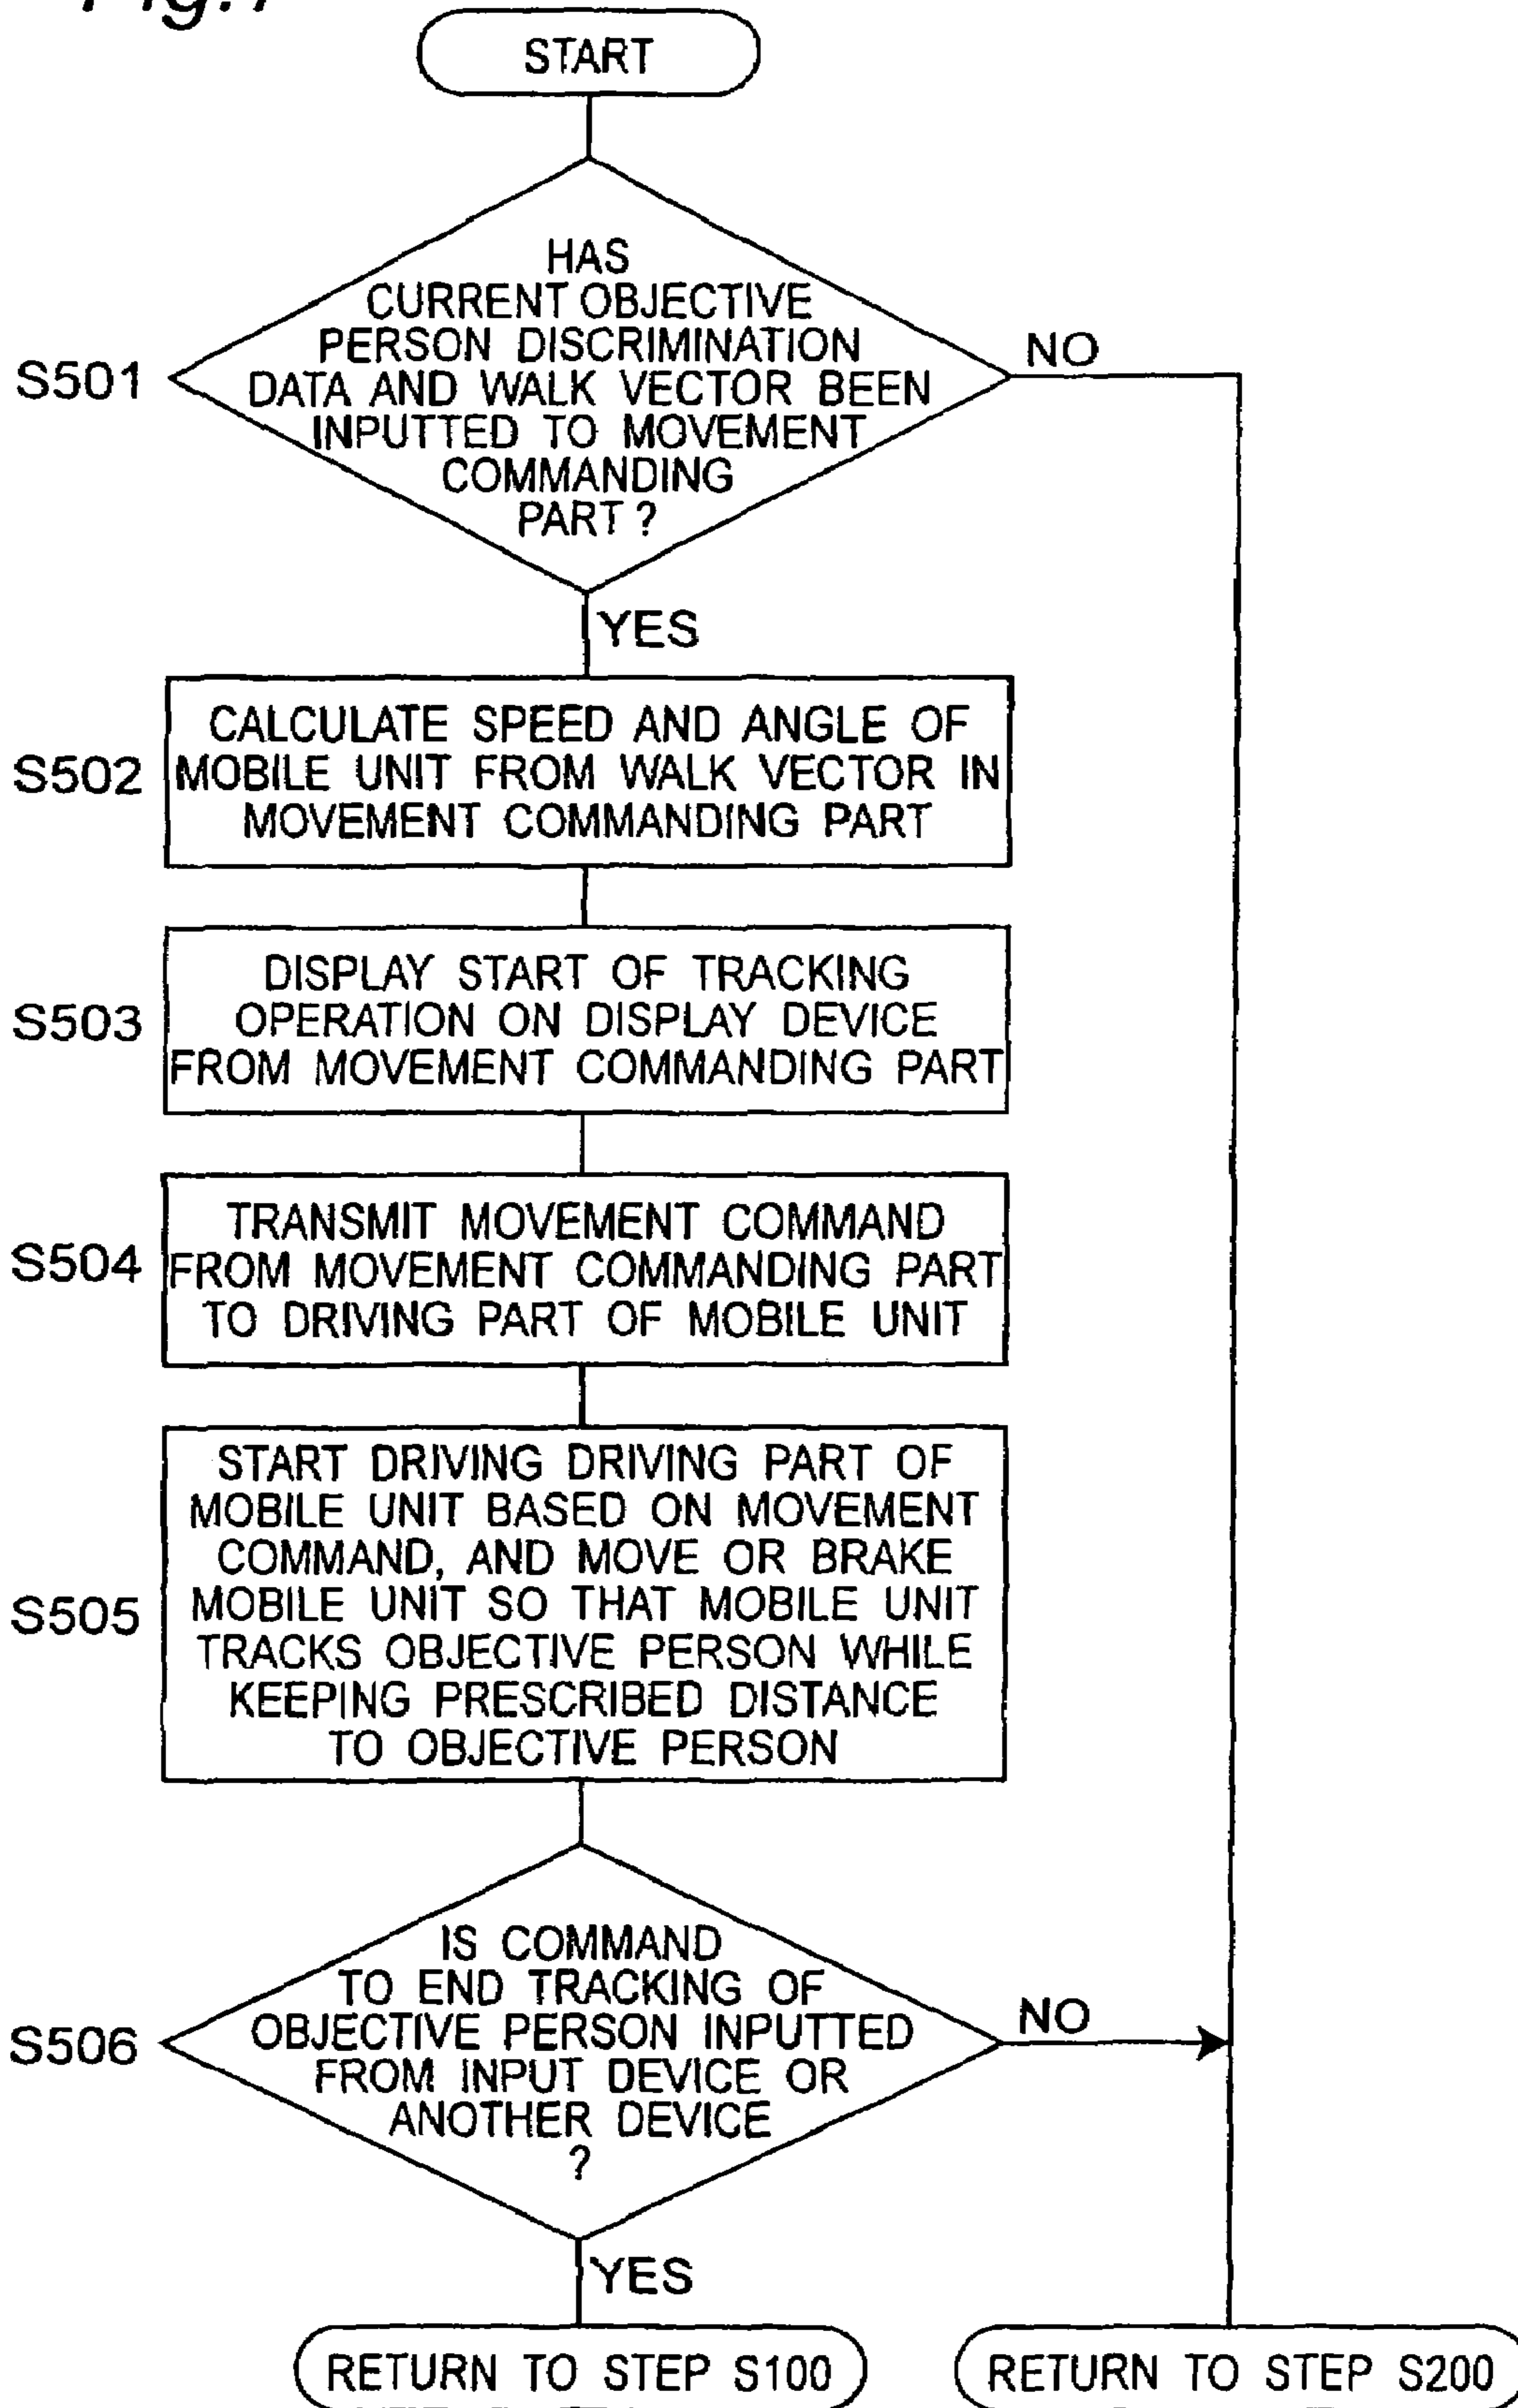 Fig.7
START
HAS
CURRENT OBJECTIVE
PERSON DISCRIMINATION
DATA AND WALK VECTOR BEEN
INPUTTED TO MOVEMENT
COMMANDING
PART ?
S501
NO
YES
CALCULATE SPEED AND ANGLE OF
MOBILE UNIT FROM WALK VECTOR IN
MOVEMENT COMMANDING PART
S502
DISPLAY START OF TRACKING
OPERATION ON DISPLAY DEVICE
FROM MOVEMENT COMMANDING PART
S503
TRANSMIT MOVEMENT COMMAND
FROM MOVEMENT COMMANDING PART
TO DRIVING PART OF MOBILE UNIT
S504
START DRIVING DRIVING PART OF
MOBILE UNIT BASED ON MOVEMENT
COMMAND, AND MOVE OR BRAKE
MOBILE UNIT SO THAT MOBILE UNIT
TRACKS OBJECTIVE PERSON WHILE
KEEPING PRESCRIBED DISTANCE
TO OBJECTIVE PERSON
S505
IS COMMAND
TO END TRACKING OF
OBJECTIVE PERSON INPUTTED
FROM INPUT DEVICE OR
ANOTHER DEVICE
?
S506
NO
YES
RETURN TO STEP S100
RETURN TO STEP S200